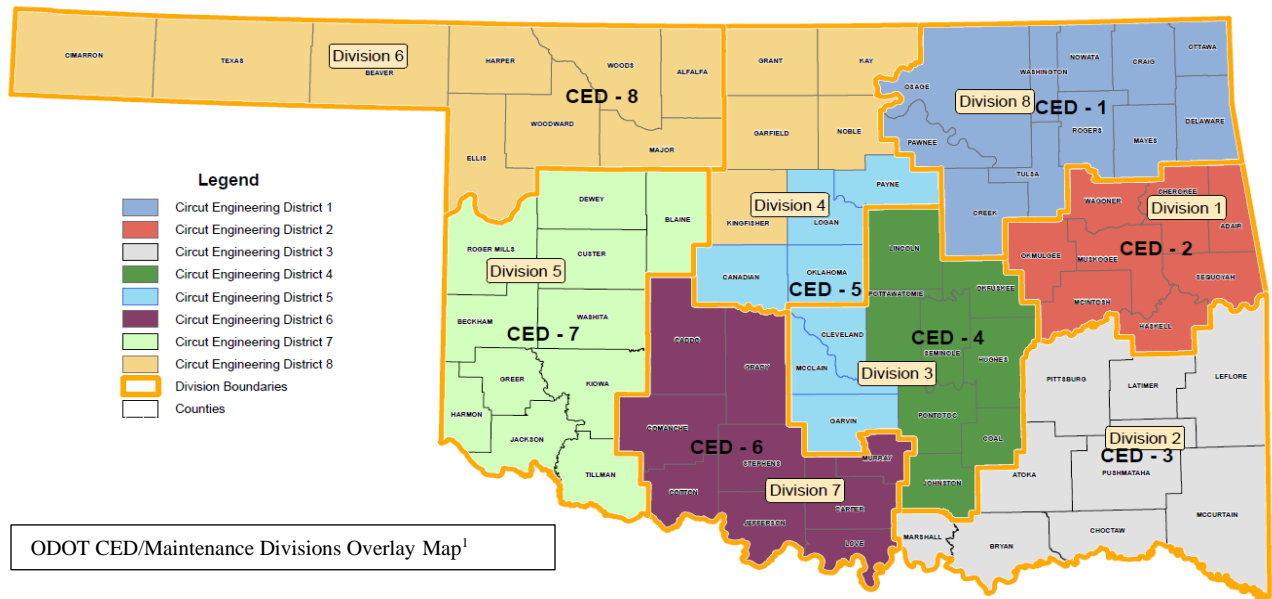 CIMARRON
TEXAS
Division 6
BEAVER
HARPER
WOODS
ALFALFA
CED - 8
WOODWARD
ELLIS
MAJOR
GRANT
KAY
GARFIELD
NOBLE
KINGFISHER
Division 4
PAYNE
LOGAN
CANADIAN
OKLAHOMA
CED - 5
OSAGE
WASHINGTON
NOWATA
CRAIG
OTTAWA
Division 8
CED - 1
ROGERS
MAYES
DELAWARE
PAWNEE
TULSA
CREEK
WAGONER
CHEROKEE
Division 1
ADAIR
OKMULGEE
MUSKOGEE
CED - 2
SEQUOYAH
MCINTOSH
HASKELL
DEWEY
BLAINE
ROGER MILLS
CUSTER
Division 5
BECKHAM
WASHITA
CED - 7
GREER
KIOWA
HARMON
JACKSON
TILLMAN
CADDO
GRADY
COMANCHE
CED - 6
STEPHENS
COTTON
JEFFERSON
MURRAY
Division 7
CARTER
LOVE
CLEVELAND
MCCLAIN
GARVIN
Division 3
LINCOLN
POTTAWATOMIE
OKFUSKEE
CED - 4
SEMINOLE
HUGHES
PONTOTOC
COAL
JOHNSTON
PITTSBURG
LATIMER
LEFLORE
Division 2
CED - 3
ATOKA
PUSHMATAHA
MCCURTAIN
MARSHALL
BRYAN
CHOCTAW
Legend
Circut Engineering District 1
Circut Engineering District 2
Circut Engineering District 3
Circut Engineering District 4
Circut Engineering District 5
Circut Engineering District 6
Circut Engineering District 7
Circut Engineering District 8
Division Boundaries
Counties
ODOT CED/Maintenance Divisions Overlay Map¹